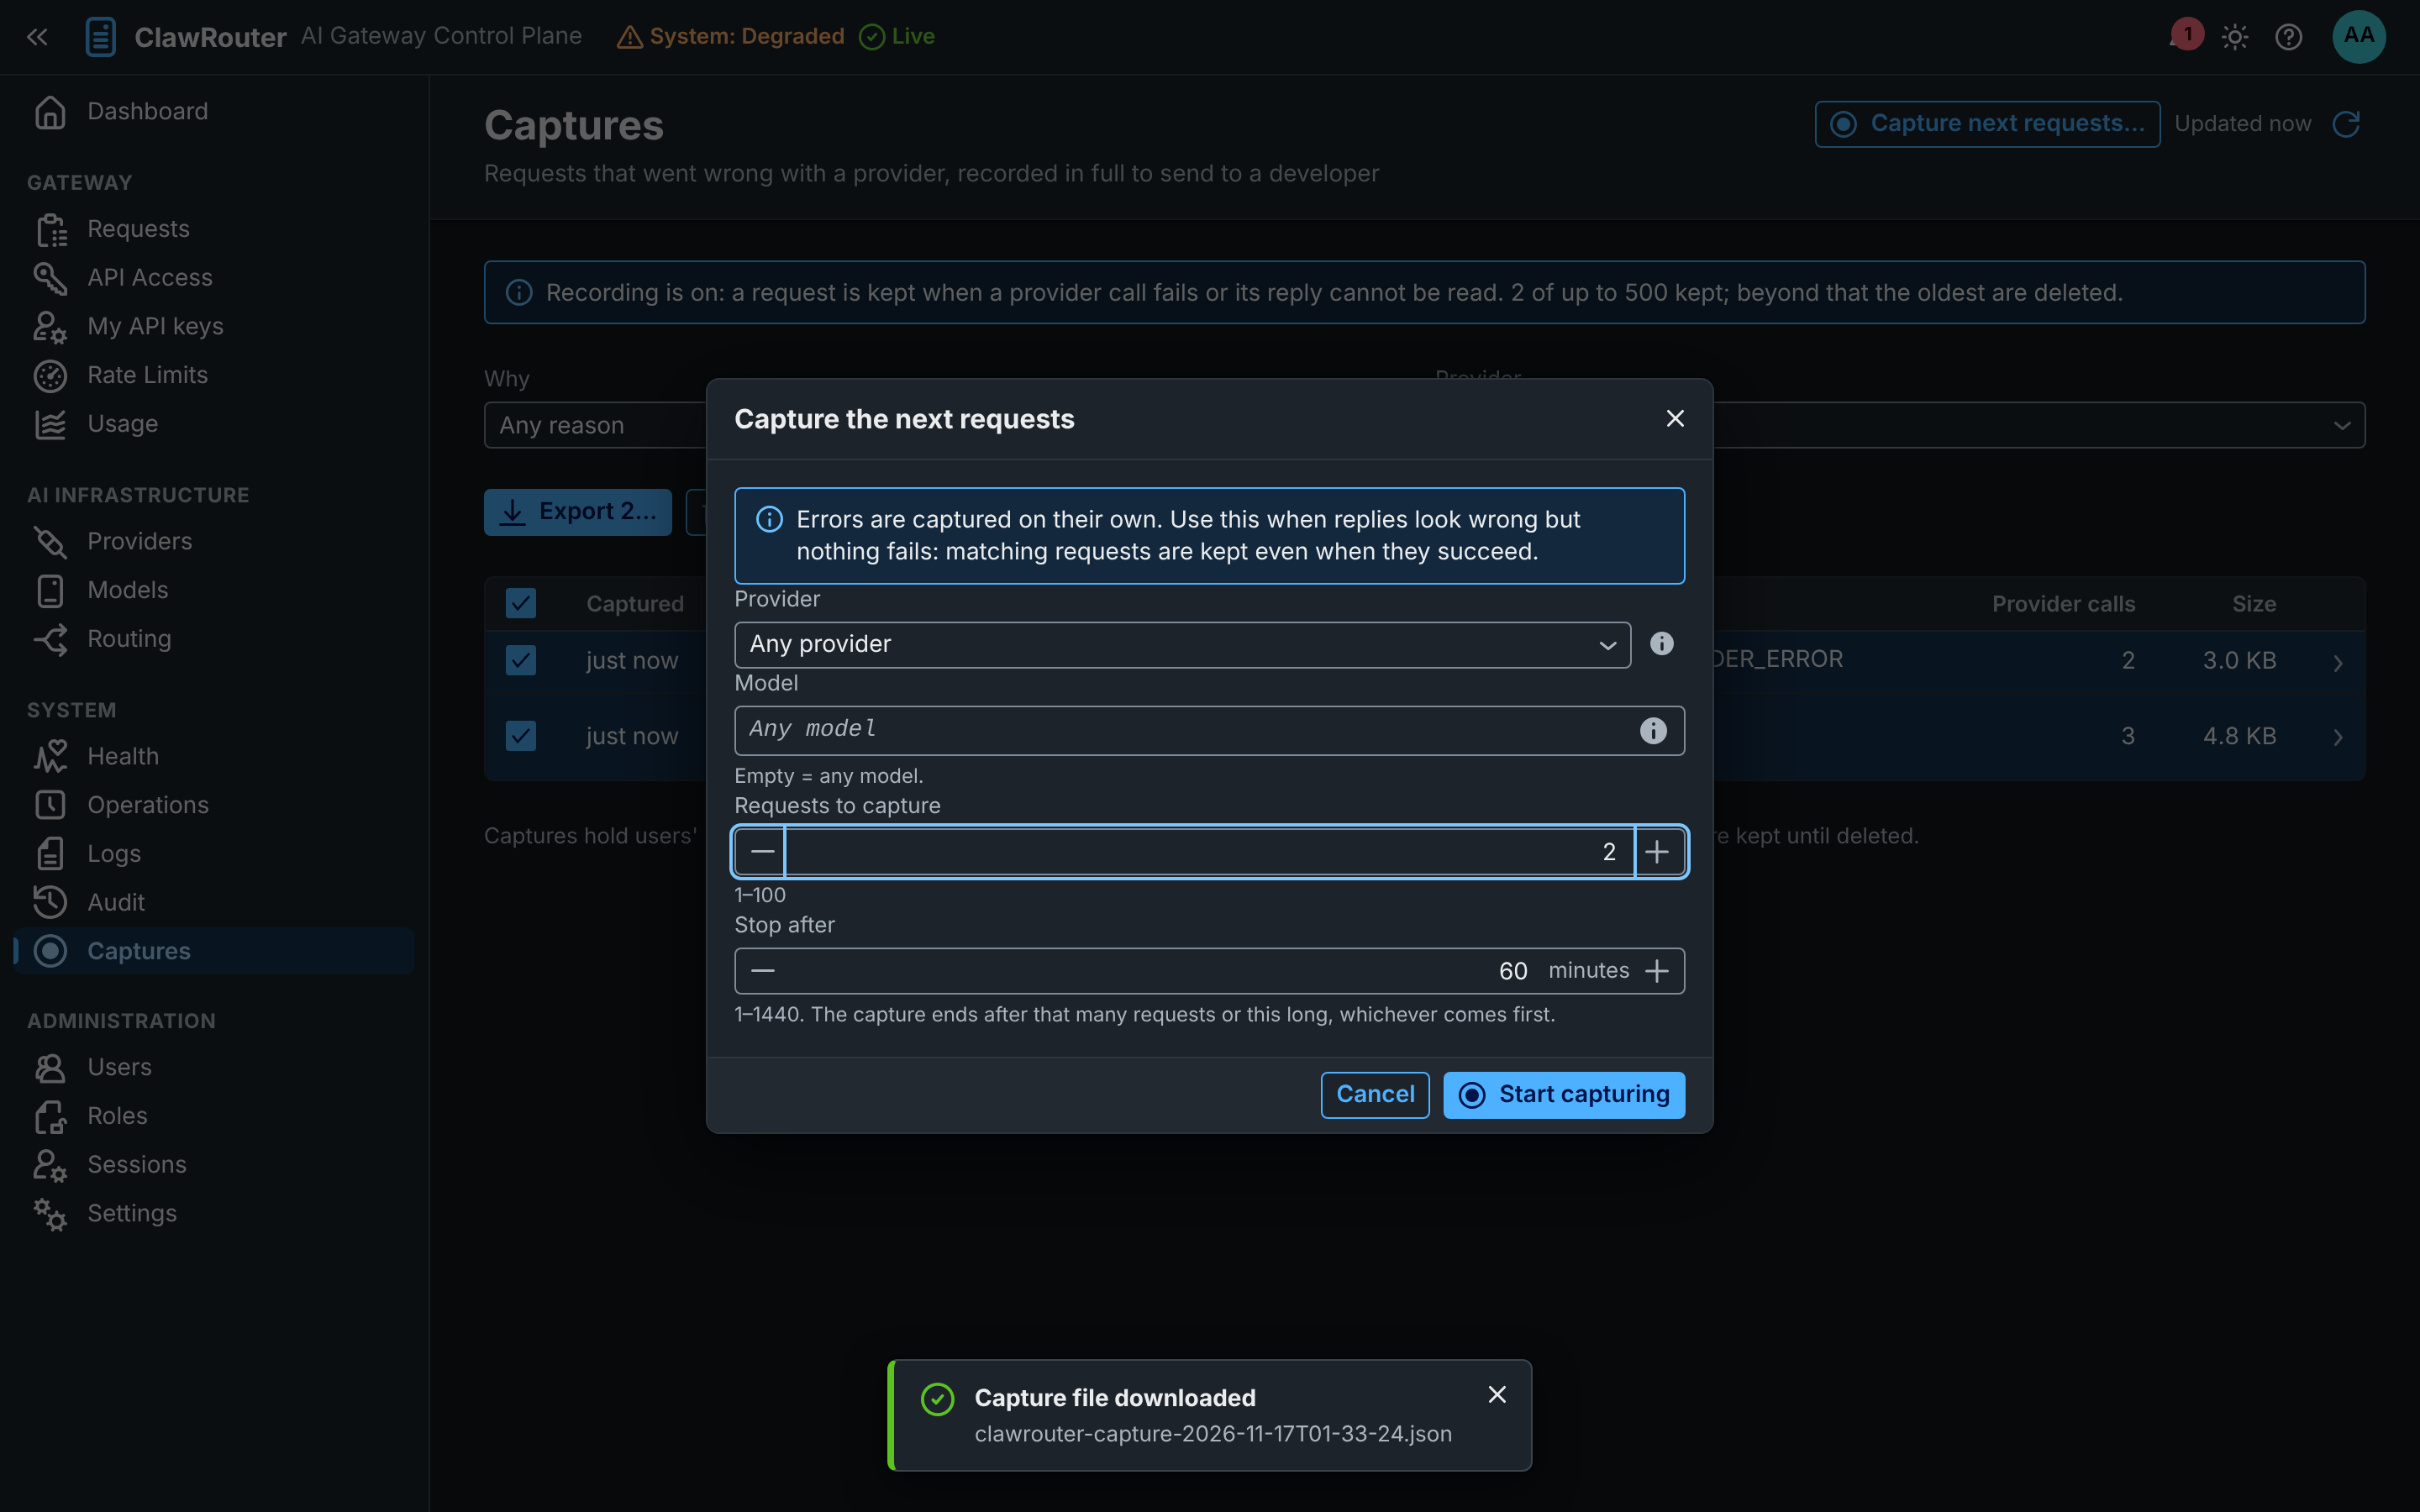 ClawRouter AI Gateway Control Plane System: Degraded Live 1 AA
Dashboard
GATEWAY
Requests
API Access
My API keys
Rate Limits
Usage
AI INFRASTRUCTURE
Providers
Models
Routing
SYSTEM
Health
Operations
Logs
Audit
Captures
ADMINISTRATION
Users
Roles
Sessions
Settings
Captures
Capture next requests... Updated now
Requests that went wrong with a provider, recorded in full to send to a developer
Recording is on: a request is kept when a provider call fails or its reply cannot be read. 2 of up to 500 kept; beyond that the oldest are deleted.
Why
Any reason
Export 2...
Captured Provider calls Size
just now DER_ERROR 2 3.0 KB
just now 3 4.8 KB
Captures hold users' kept until deleted.
Capture the next requests
Errors are captured on their own. Use this when replies look wrong but
nothing fails: matching requests are kept even when they succeed.
Provider
Any provider
Model
Any model
Empty = any model.
Requests to capture
2
1–100
Stop after
60 minutes
1–1440. The capture ends after that many requests or this long, whichever comes first.
Cancel Start capturing
Capture file downloaded
clawrouter-capture-2026-11-17T01-33-24.json